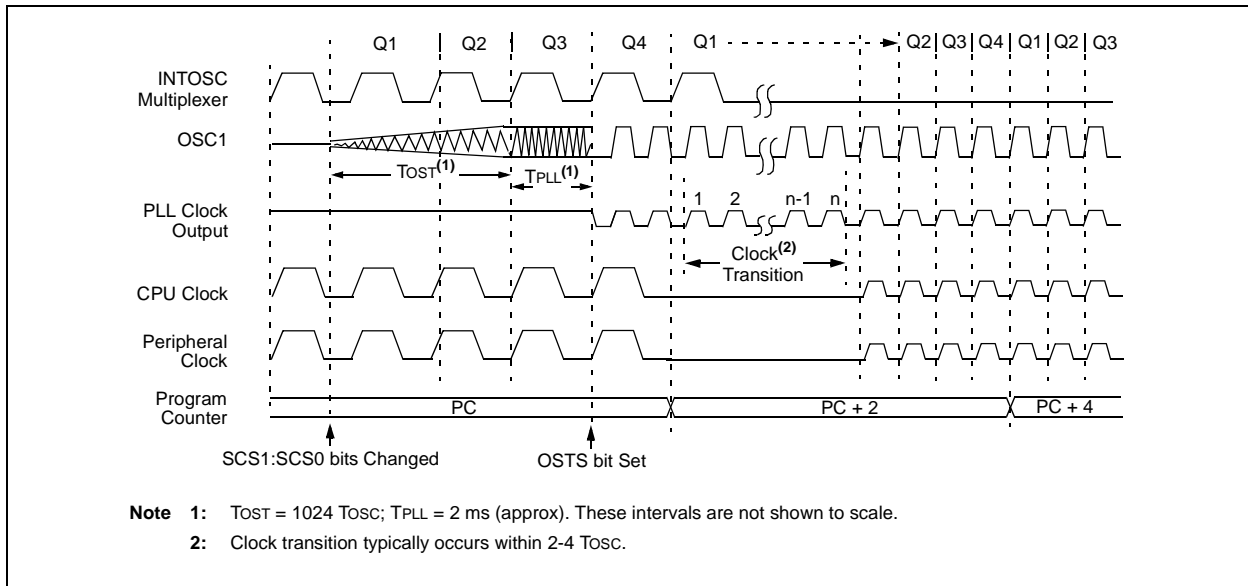 Q1 Q2 Q3 Q4 Q1 Q2 Q3 Q4 Q1 Q2 Q3
INTOSC
Multiplexer
OSC1
TOST(1)
TPLL(1)
1 2 n-1 n
PLL Clock
Output
Clock(2)
Transition
CPU Clock
Peripheral
Clock
Program
Counter
PC PC + 2 PC + 4
SCS1:SCS0 bits Changed OSTS bit Set
Note 1: TOST = 1024 TOSC; TPLL = 2 ms (approx). These intervals are not shown to scale.
2: Clock transition typically occurs within 2-4 TOSC.